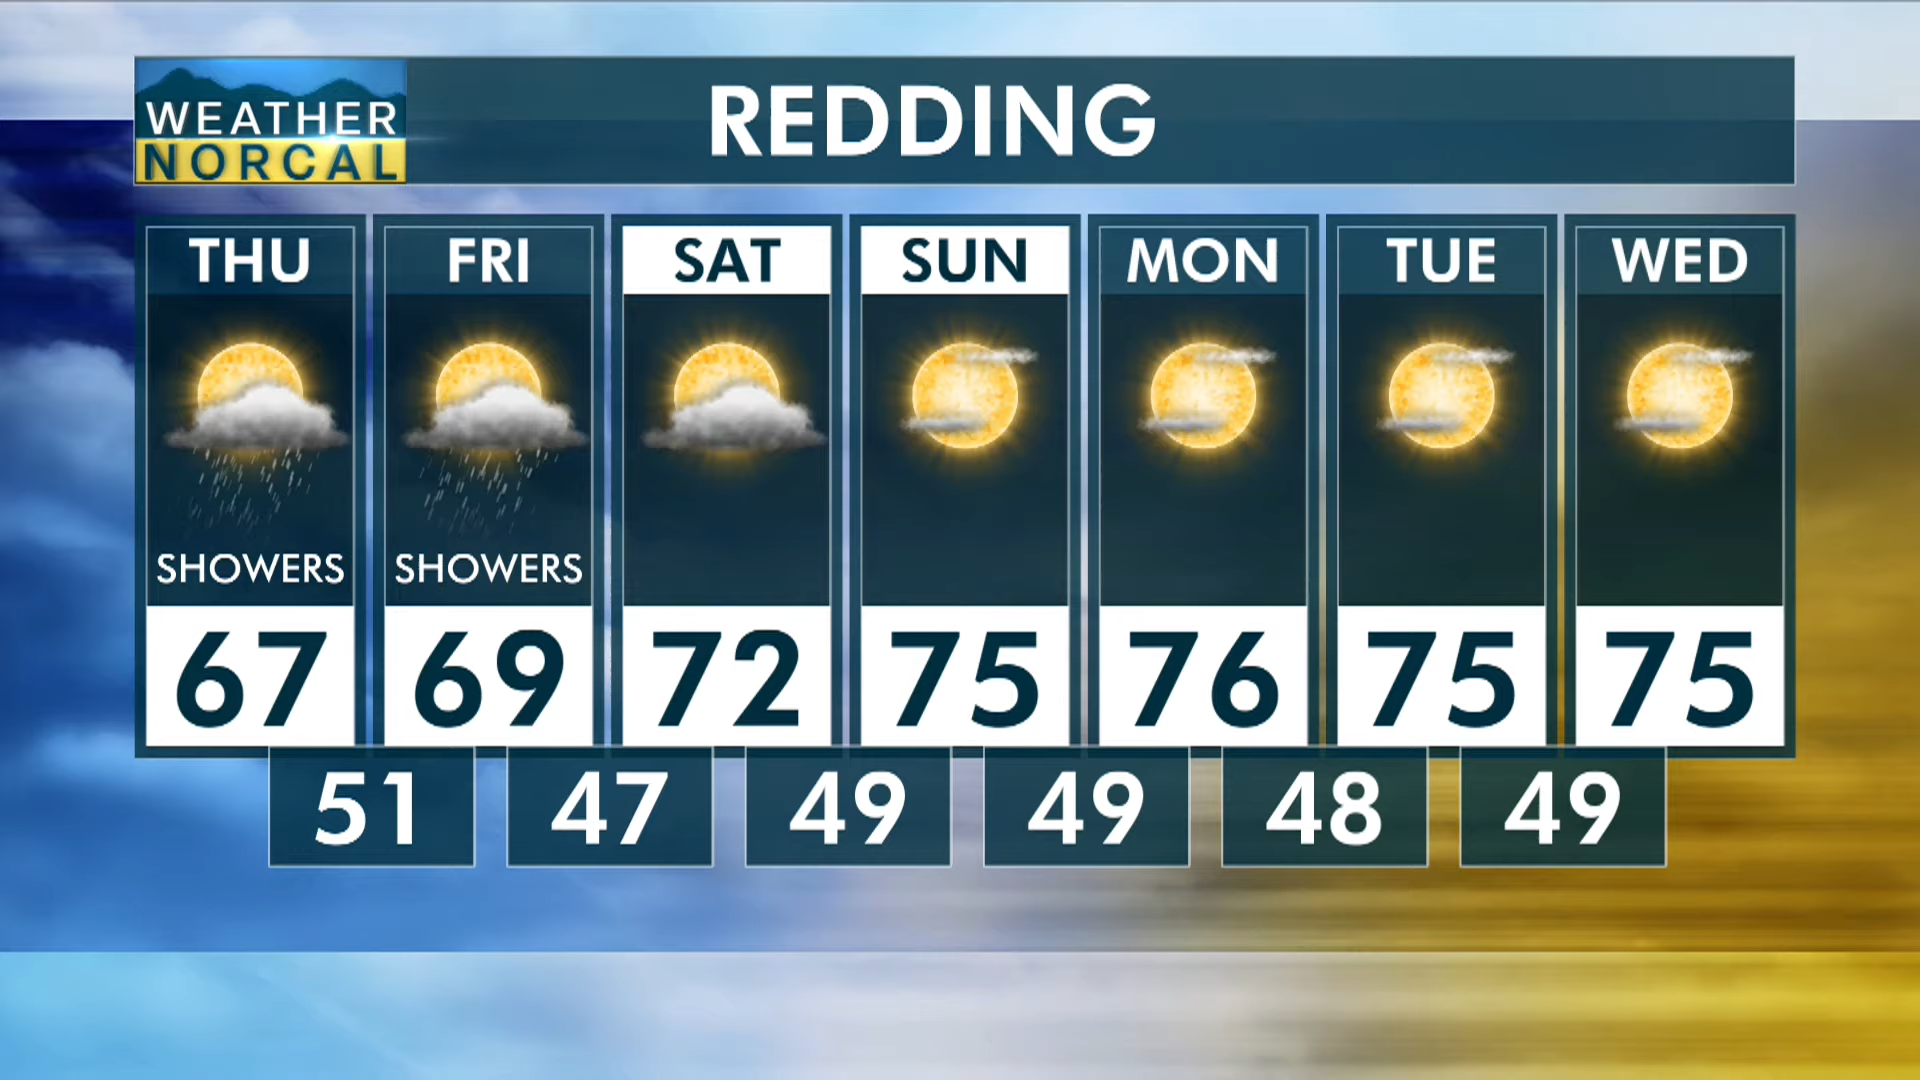 WEATHER
NORCAL
REDDING
THU FRI SAT SUN MON TUE WED
SHOWERS SHOWERS
67 69 72 75 76 75 75
51 47 49 49 48 49